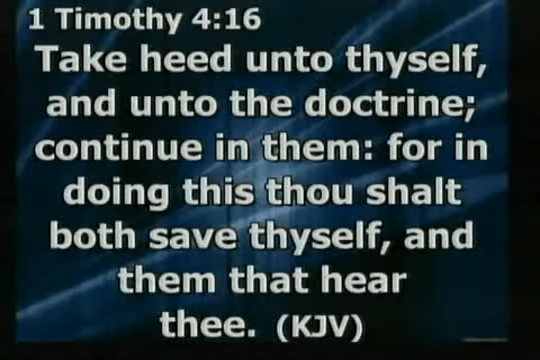 1 Timothy 4:16
Take heed unto thyself,
and unto the doctrine;
continue in them: for in
doing this thou shalt
both save thyself, and
them that hear
thee. (KJV)